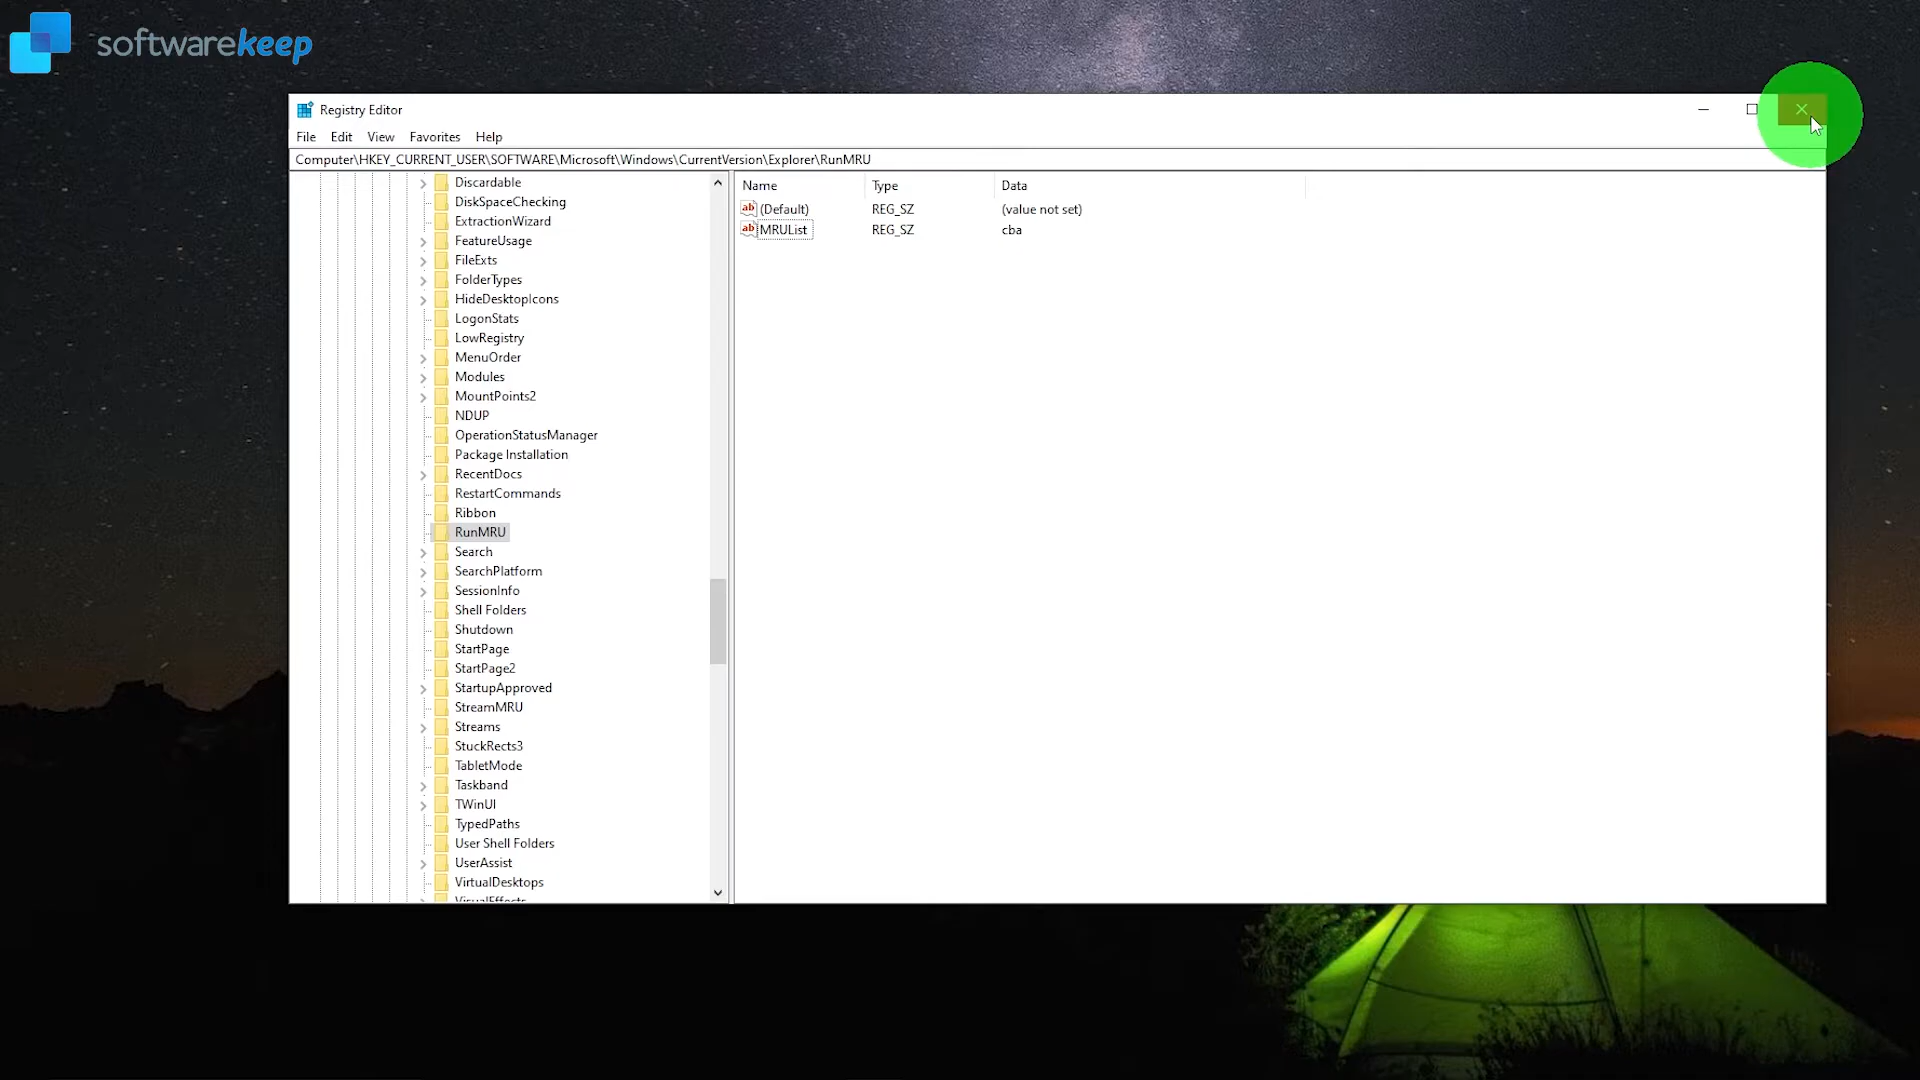 softwarekeep
Registry Editor
File Edit View Favorites Help
Computer\HKEY_CURRENT_USER\SOFTWARE\Microsoft\Windows\CurrentVersion\Explorer\RunMRU
Discardable
DiskSpaceChecking
ExtractionWizard
FeatureUsage
FileExts
FolderTypes
HideDesktopIcons
LogonStats
LowRegistry
MenuOrder
Modules
MountPoints2
NDUP
OperationStatusManager
Package Installation
RecentDocs
RestartCommands
Ribbon
RunMRU
Search
SearchPlatform
SessionInfo
Shell Folders
Shutdown
StartPage
StartPage2
StartupApproved
StreamMRU
Streams
StuckRects3
TabletMode
Taskband
TWinUI
TypedPaths
User Shell Folders
UserAssist
VirtualDesktops
VisualEffects
Name Type Data
ab (Default) REG_SZ (value not set)
ab MRUList REG_SZ cba